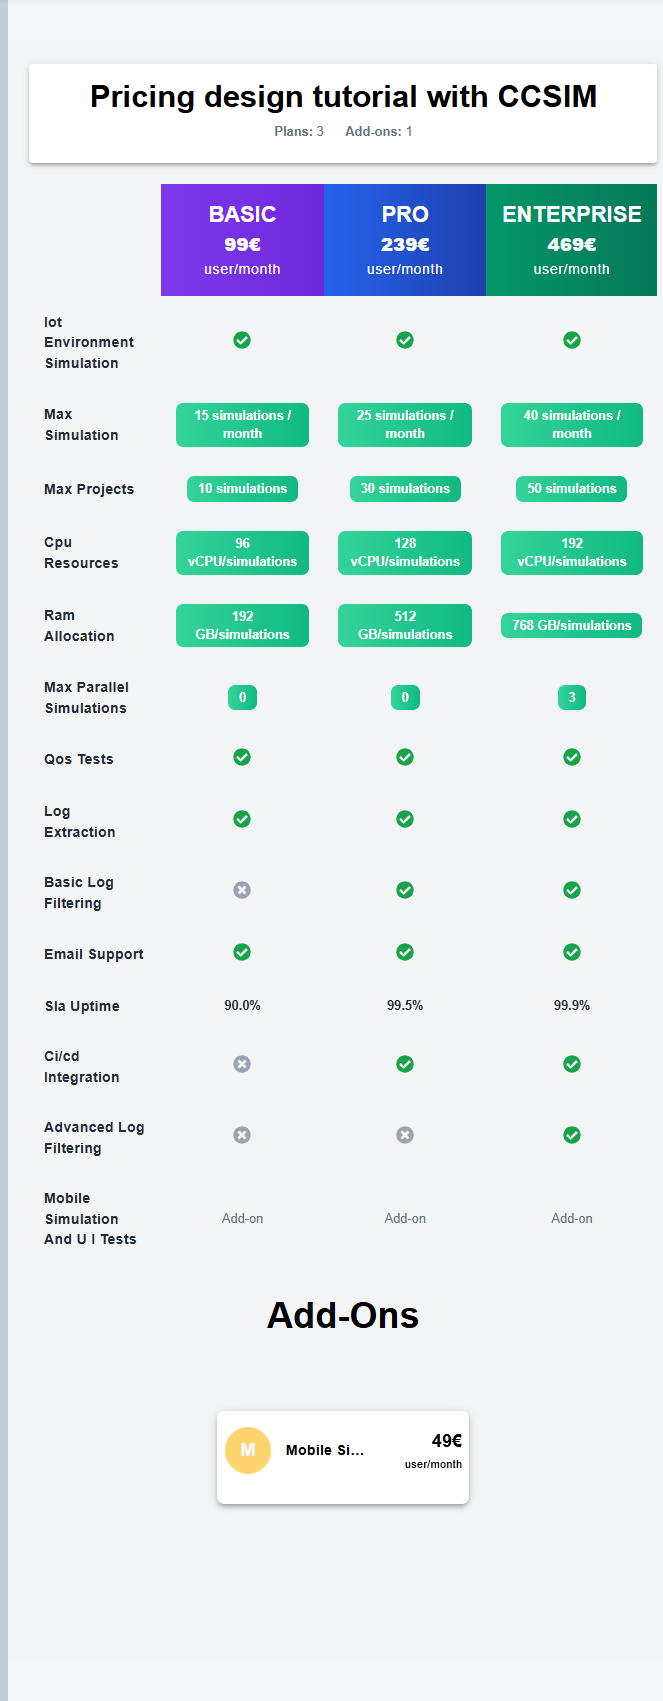 Pricing design tutorial with CCSIM
Plans: 3 Add-ons: 1
BASIC PRO ENTERPRISE
99€ 239€ 469€
user/month user/month user/month
Iot
Environment
Simulation
Max
Simulation
15 simulations /
month
25 simulations /
month
40 simulations /
month
Max Projects 10 simulations 30 simulations 50 simulations
Cpu
Resources
96
vCPU/simulations
128
vCPU/simulations
192
vCPU/simulations
Ram
Allocation
192
GB/simulations
512
GB/simulations
768 GB/simulations
Max Parallel
Simulations
0 0 3
Qos Tests
Log
Extraction
Basic Log
Filtering
Email Support
Sla Uptime 90.0% 99.5% 99.9%
Ci/cd
Integration
Advanced Log
Filtering
Mobile
Simulation
And U I Tests
Add-on Add-on Add-on
Add-Ons
M Mobile Si... 49€
user/month